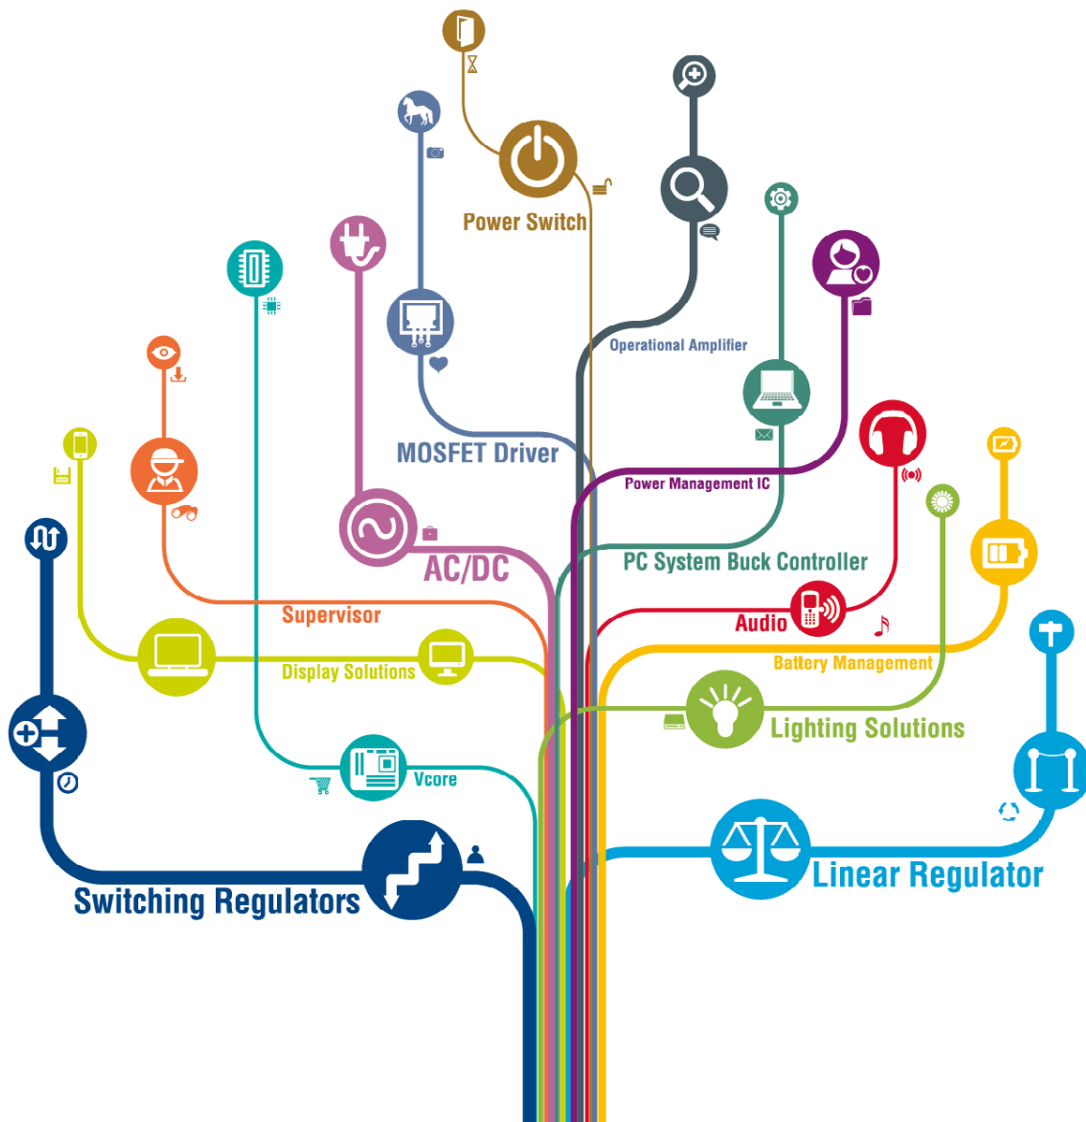 Power Switch
Operational Amplifier
MOSFET Driver
Power Management IC
AC/DC
PC System Buck Controller
Supervisor
Audio
Display Solutions
Battery Management
Lighting Solutions
Vcore
Switching Regulators
Linear Regulator